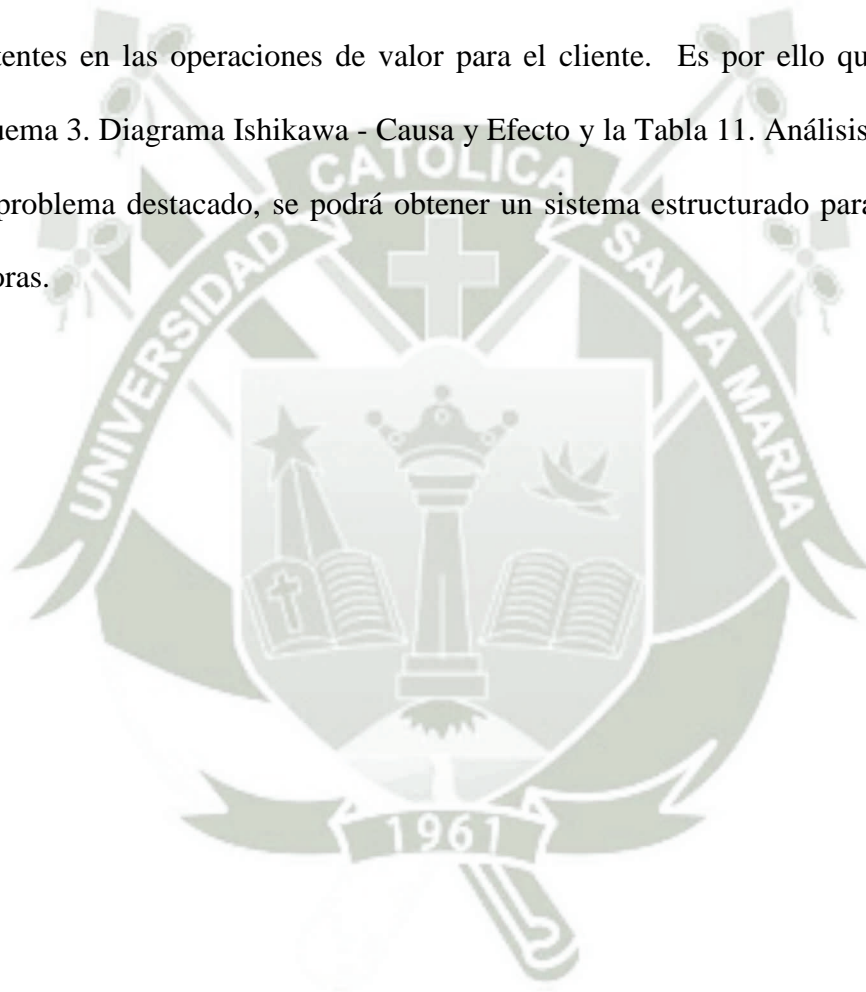 tentes en las operaciones de valor para el cliente. Es por ello qu
uema 3. Diagrama Ishikawa - Causa y Efecto y la Tabla 11. Análisis
problema destacado, se podrá obtener un sistema estructurado para
oras.
UNIVERSIDAD CATOLICA SANTA MARIA
1961